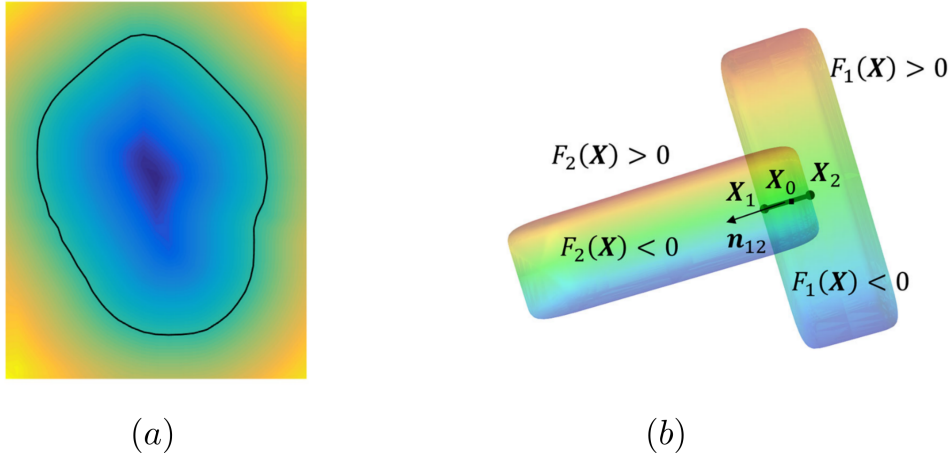 F₁(X) > 0
F₂(X) > 0
X₁ X₀ X₂
n₁₂
F₂(X) < 0
F₁(X) < 0
(a) (b)